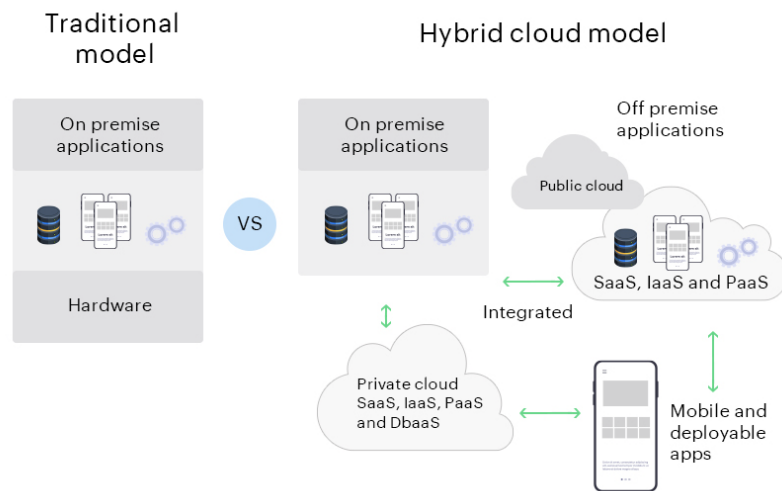 Traditional
model
Hybrid cloud model
On premise
applications
Hardware
VS
On premise
applications
Off premise
applications
Public cloud
SaaS, IaaS and PaaS
Integrated
Private cloud
SaaS, IaaS, PaaS
and DbaaS
Mobile and
deployable
apps